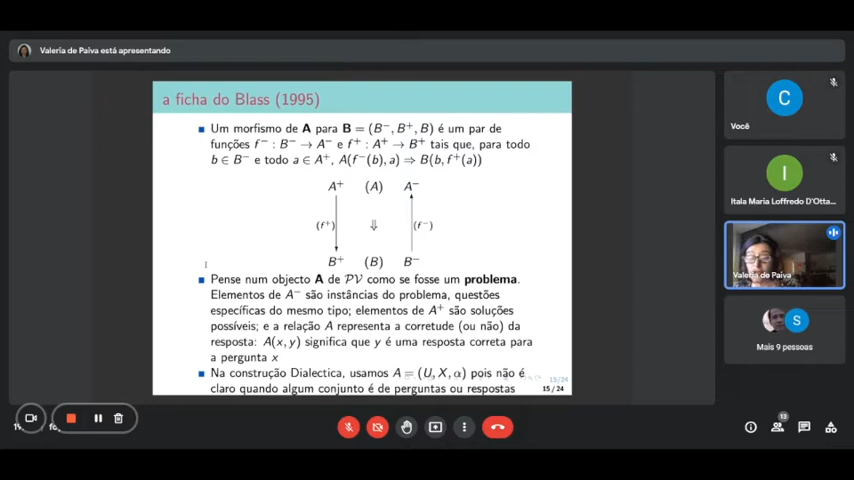 Valeria de Paiva está apresentando
a ficha do Blass (1995)
Um morfismo de A para B = (B⁻, B⁺, B) é um par de
funções f⁻ : B⁻ → A⁻ e f⁺ : A⁺ → B⁺ tais que, para todo
b ∈ B⁻ e todo a ∈ A⁺, A(f⁻(b), a) ⇒ B(b, f⁺(a))
A⁺ (A) A⁻
(f⁺) ⇓ (f⁻)
B⁺ (B) B⁻
Pense num objecto A de PV como se fosse um problema.
Elementos de A⁻ são instâncias do problema, questões
específicas do mesmo tipo; elementos de A⁺ são soluções
possíveis; e a relação A representa a corretude (ou não) da
resposta: A(x, y) significa que y é uma resposta correta para
a pergunta x
Na construção Dialectica, usamos A = (U, X, α) pois não é
claro quando algum conjunto é de perguntas ou respostas
15/24
15 / 24
C
Você
I
Itala Maria Loffredo D'Otta...
Valeria de Paiva
S
Mais 9 pessoas
13